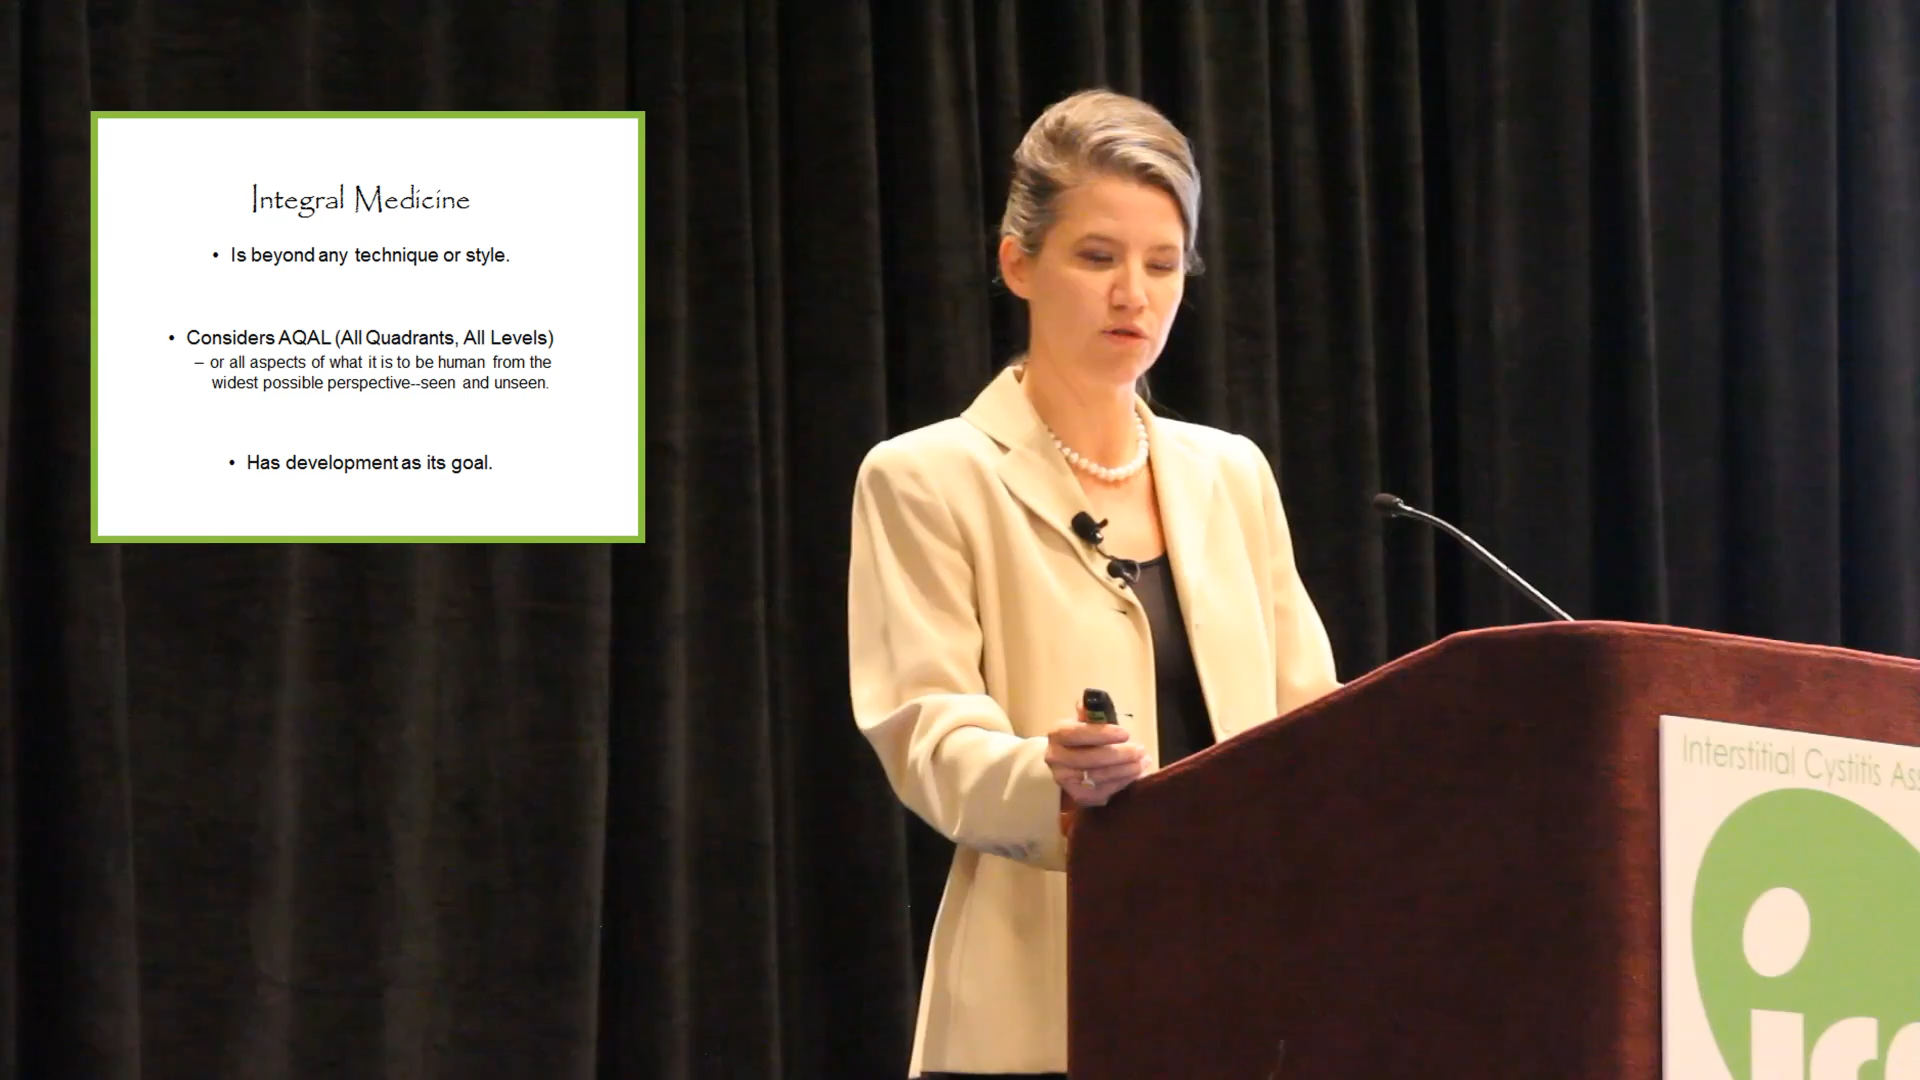 Integral Medicine
• Is beyond any technique or style.
• Considers AQAL (All Quadrants, All Levels)
– or all aspects of what it is to be human from the
widest possible perspective--seen and unseen.
• Has development as its goal.
Interstitial Cystitis